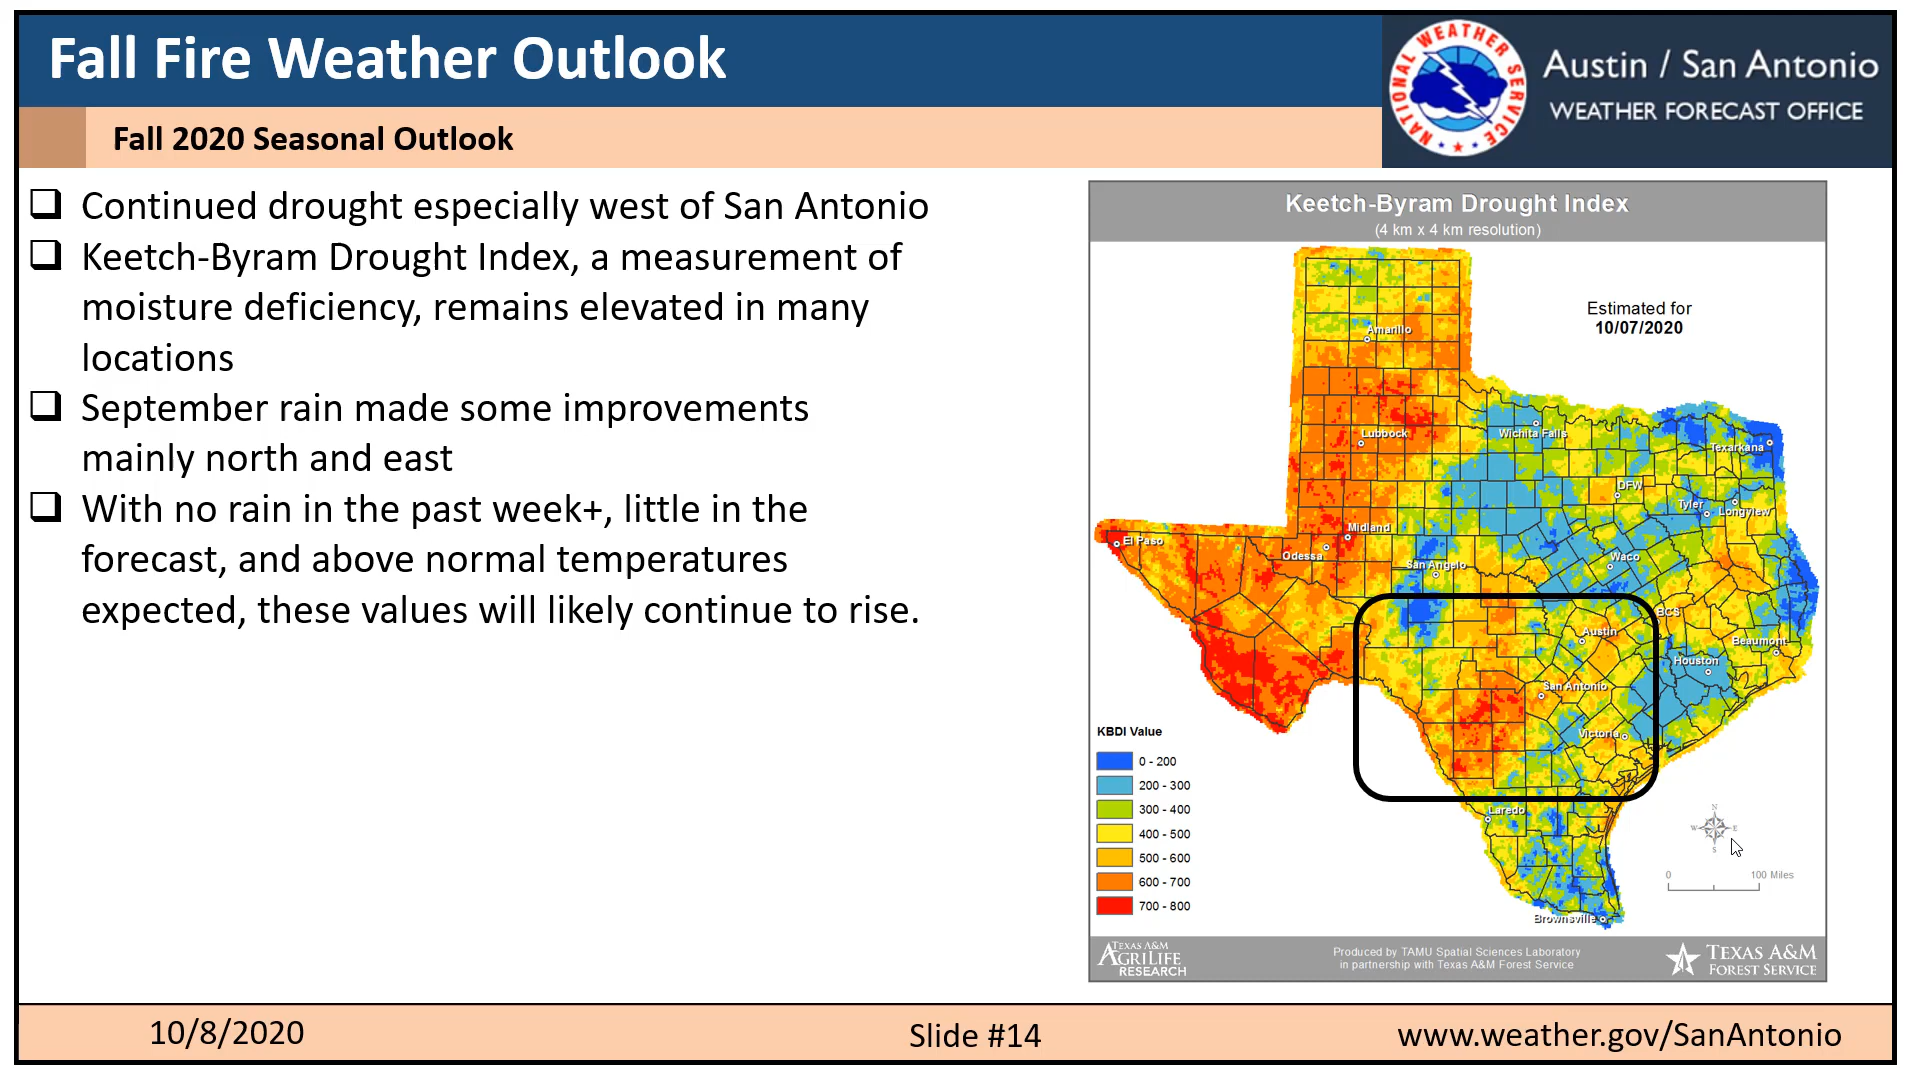 Fall Fire Weather Outlook
NATIONAL WEATHER SERVICE
Austin / San Antonio
WEATHER FORECAST OFFICE
Fall 2020 Seasonal Outlook
Continued drought especially west of San Antonio
Keetch-Byram Drought Index, a measurement of
moisture deficiency, remains elevated in many
locations
September rain made some improvements
mainly north and east
With no rain in the past week+, little in the
forecast, and above normal temperatures
expected, these values will likely continue to rise.
Keetch-Byram Drought Index
(4 km x 4 km resolution)
Estimated for
10/07/2020
Amarillo
Lubbock
Wichita Falls
Texarkana
DFW
Tyler
Longview
Midland
El Paso
Odessa
Waco
San Angelo
BCS
Austin
Beaumont
Houston
San Antonio
Victoria
Laredo
Brownsville
KBDI Value
0 - 200
200 - 300
300 - 400
400 - 500
500 - 600
600 - 700
700 - 800
N
W E
S
0 100 Miles
TEXAS A&M
AGRILIFE
RESEARCH
Produced by TAMU Spatial Sciences Laboratory
in partnership with Texas A&M Forest Service
TEXAS A&M
FOREST SERVICE
10/8/2020
Slide #14
www.weather.gov/SanAntonio